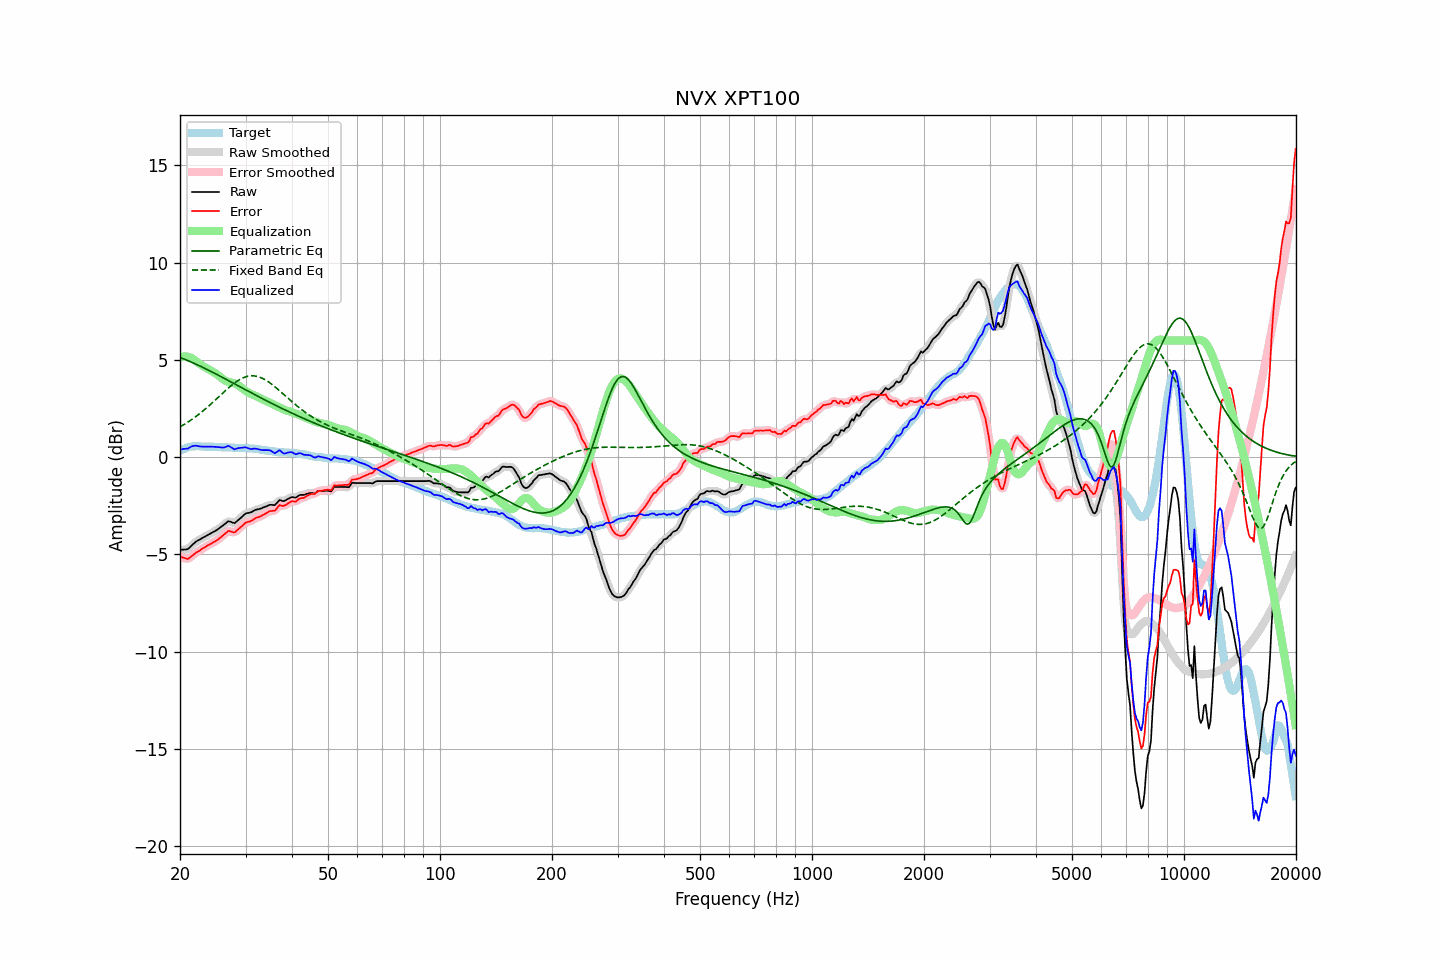 NVX XPT100
Target
Raw Smoothed
Error Smoothed
Raw
Error
Equalization
Parametric Eq
Fixed Band Eq
Equalized
Amplitude (dBr)
15
10
5
0
−5
−10
−15
−20
20 50 100 200 500 1000 2000 5000 10000 20000
Frequency (Hz)